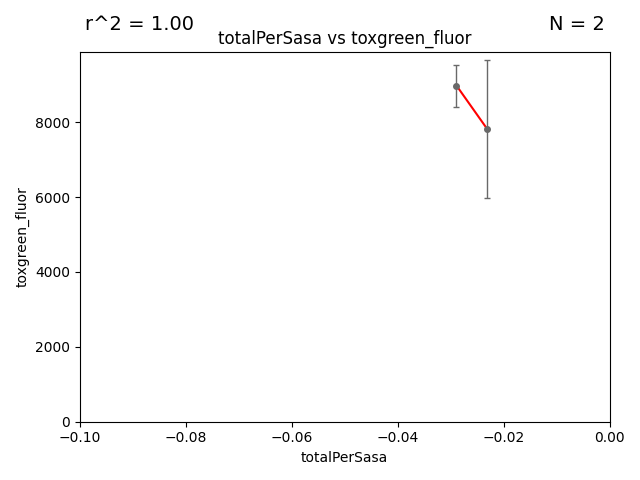 r^2 = 1.00
N = 2
totalPerSasa vs toxgreen_fluor
toxgreen_fluor
8000
6000
4000
2000
0
−0.10
−0.08
−0.06
−0.04
−0.02
0.00
totalPerSasa